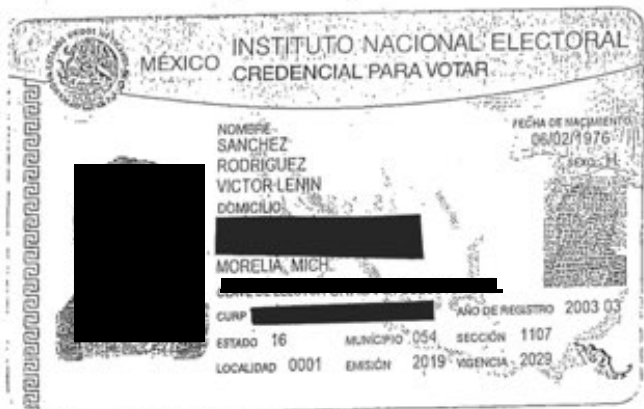 MÉXICO
INSTITUTO NACIONAL ELECTORAL
CREDENCIAL PARA VOTAR
NOMBRE
SANCHEZ
RODRIGUEZ
VICTOR LENIN
FECHA DE NACIMIENTO
06/02/1976
SEXO H
DOMICILIO
MORELIA, MICH.
CURP
AÑO DE REGISTRO 2003 03
ESTADO 16 MUNICIPIO 054 SECCIÓN 1107
LOCALIDAD 0001 EMISIÓN 2019 VIGENCIA 2029